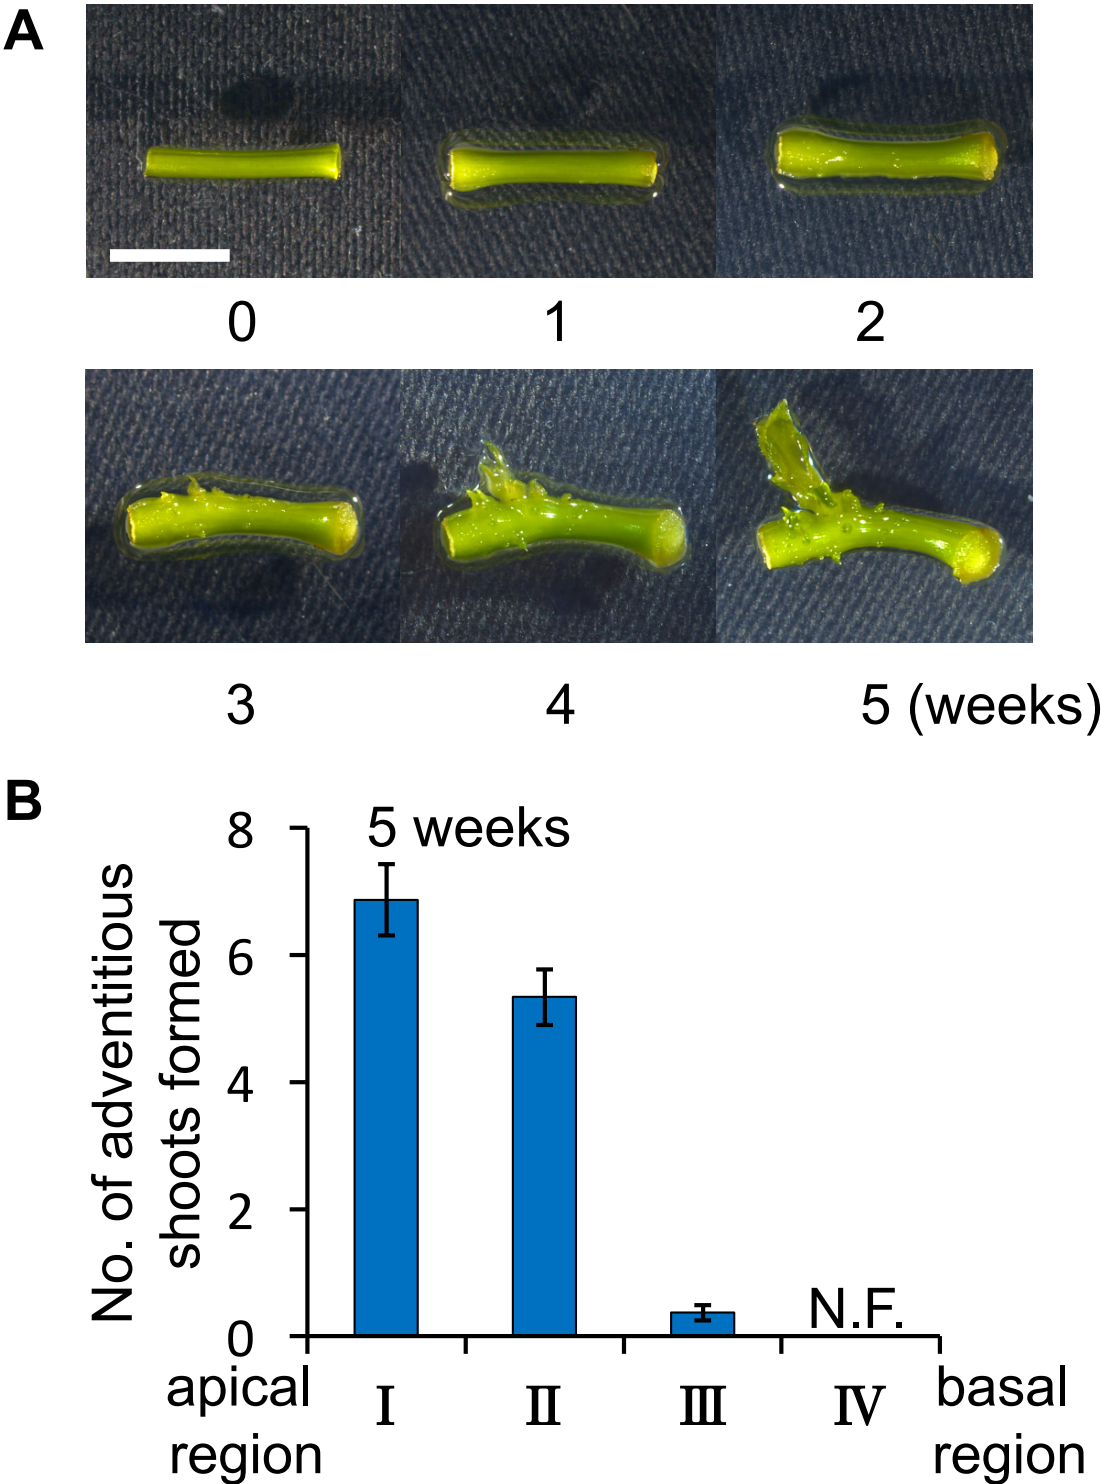 A
0 1 2
3 4 5 (weeks)
B
5 weeks
No. of adventitious
shoots formed
8
6
4
2
0
N.F.
apical
region
I II III IV
basal
region